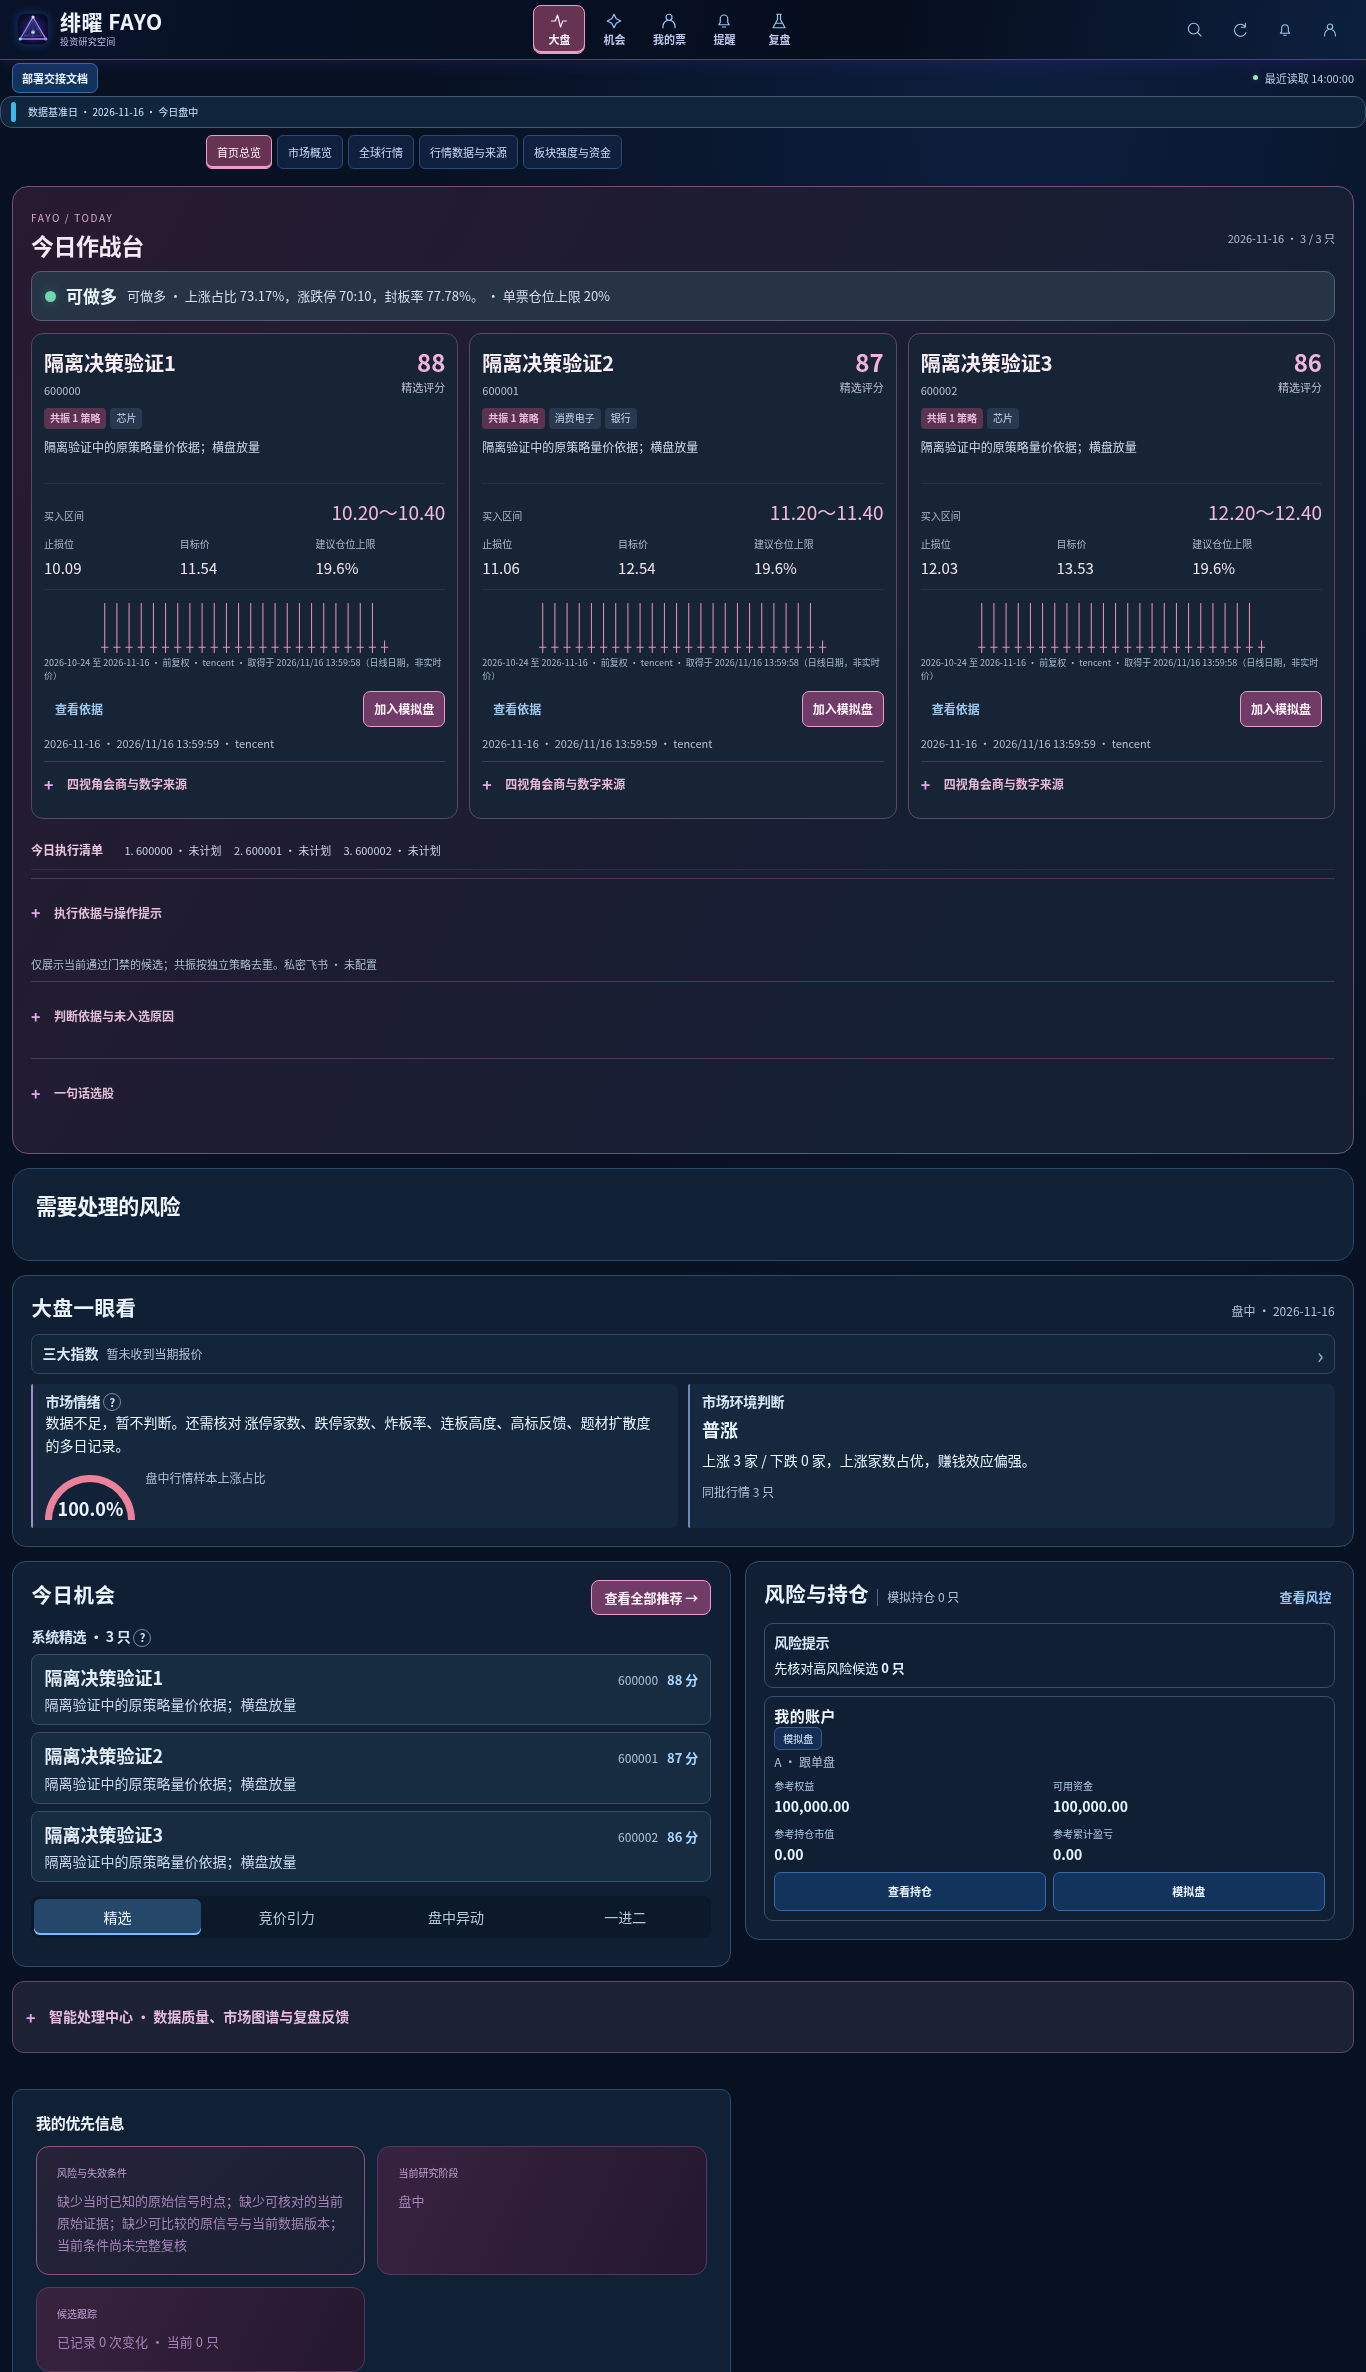 绯曜 FAYO
投资研究空间
大盘
机会
我的票
提醒
复盘
部署交接文档
最近读取 14:00:00
数据基准日 · 2026-11-16 · 今日盘中
首页总览
市场概览
全球行情
行情数据与来源
板块强度与资金
FAYO / TODAY
今日作战台
2026-11-16 · 3 / 3 只
可做多 可做多 · 上涨占比 73.17%，涨跌停 70:10，封板率 77.78%。 · 单票仓位上限 20%
隔离决策验证1
88
600000
精选评分
共振 1 策略 芯片
隔离验证中的原策略量价依据；横盘放量
买入区间 10.20～10.40
止损位 目标价 建议仓位上限
10.09 11.54 19.6%
2026-10-24 至 2026-11-16 · 前复权 · tencent · 取得于 2026/11/16 13:59:58（日线日期，非实时
价）
查看依据 加入模拟盘
2026-11-16 · 2026/11/16 13:59:59 · tencent
+ 四视角会商与数字来源
隔离决策验证2
87
600001
精选评分
共振 1 策略 消费电子 银行
隔离验证中的原策略量价依据；横盘放量
买入区间 11.20～11.40
止损位 目标价 建议仓位上限
11.06 12.54 19.6%
2026-10-24 至 2026-11-16 · 前复权 · tencent · 取得于 2026/11/16 13:59:58（日线日期，非实时
价）
查看依据 加入模拟盘
2026-11-16 · 2026/11/16 13:59:59 · tencent
+ 四视角会商与数字来源
隔离决策验证3
86
600002
精选评分
共振 1 策略 芯片
隔离验证中的原策略量价依据；横盘放量
买入区间 12.20～12.40
止损位 目标价 建议仓位上限
12.03 13.53 19.6%
2026-10-24 至 2026-11-16 · 前复权 · tencent · 取得于 2026/11/16 13:59:58（日线日期，非实时
价）
查看依据 加入模拟盘
2026-11-16 · 2026/11/16 13:59:59 · tencent
+ 四视角会商与数字来源
今日执行清单 1. 600000 · 未计划 2. 600001 · 未计划 3. 600002 · 未计划
+ 执行依据与操作提示
仅展示当前通过门禁的候选；共振按独立策略去重。私密飞书 · 未配置
+ 判断依据与未入选原因
+ 一句话选股
需要处理的风险
大盘一眼看
盘中 · 2026-11-16
三大指数 暂未收到当期报价 ›
市场情绪 ?
数据不足，暂不判断。还需核对 涨停家数、跌停家数、炸板率、连板高度、高标反馈、题材扩散度
的多日记录。
100.0%
盘中行情样本上涨占比
市场环境判断
普涨
上涨 3 家 / 下跌 0 家，上涨家数占优，赚钱效应偏强。
同批行情 3 只
今日机会
查看全部推荐 →
系统精选 · 3 只 ?
隔离决策验证1 600000 88 分
隔离验证中的原策略量价依据；横盘放量
隔离决策验证2 600001 87 分
隔离验证中的原策略量价依据；横盘放量
隔离决策验证3 600002 86 分
隔离验证中的原策略量价依据；横盘放量
精选 竞价引力 盘中异动 一进二
风险与持仓 模拟持仓 0 只 查看风控
风险提示
先核对高风险候选 0 只
我的账户
模拟盘
A · 跟单盘
参考权益 可用资金
100,000.00 100,000.00
参考持仓市值 参考累计盈亏
0.00 0.00
查看持仓 模拟盘
+ 智能处理中心 · 数据质量、市场图谱与复盘反馈
我的优先信息
风险与失效条件
缺少当时已知的原始信号时点；缺少可核对的当前
原始证据；缺少可比较的原信号与当前数据版本；
当前条件尚未完整复核
当前研究阶段
盘中
候选跟踪
已记录 0 次变化 · 当前 0 只